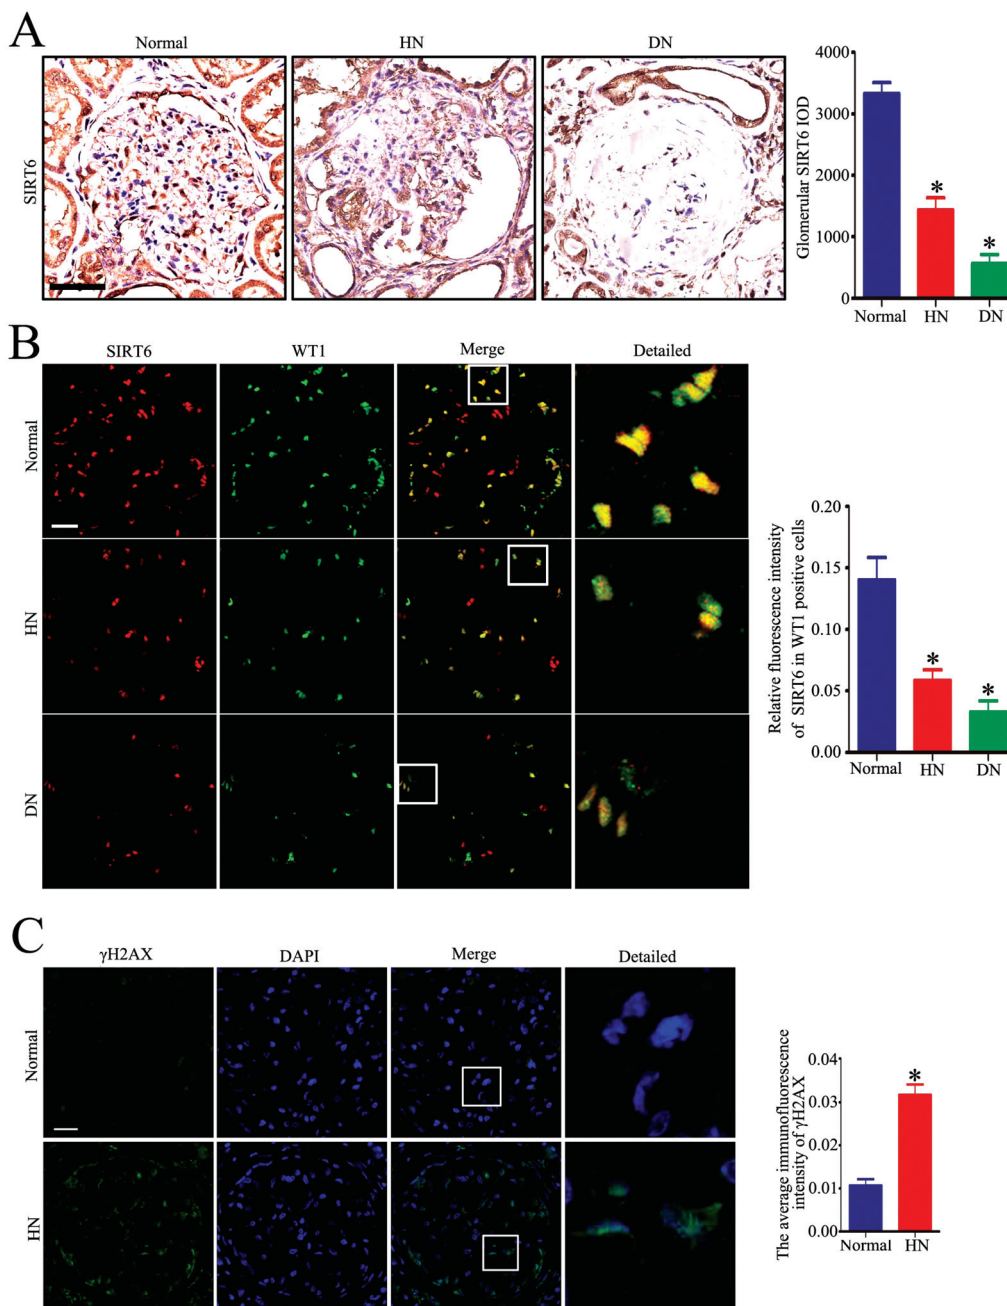 A
Normal
HN
DN
SIRT6
Glomerular SIRT6 IOD
4000
3000
2000
1000
0
*
*
Normal
HN
DN
B
SIRT6
WT1
Merge
Detailed
Normal
HN
DN
Relative fluorescence intensity
of SIRT6 in WT1 positive cells
0.20
0.15
0.10
0.05
0.00
*
*
Normal
HN
DN
C
γH2AX
DAPI
Merge
Detailed
Normal
HN
The average immunofluorescence
intensity of γH2AX
0.04
0.03
0.02
0.01
0.00
*
Normal
HN